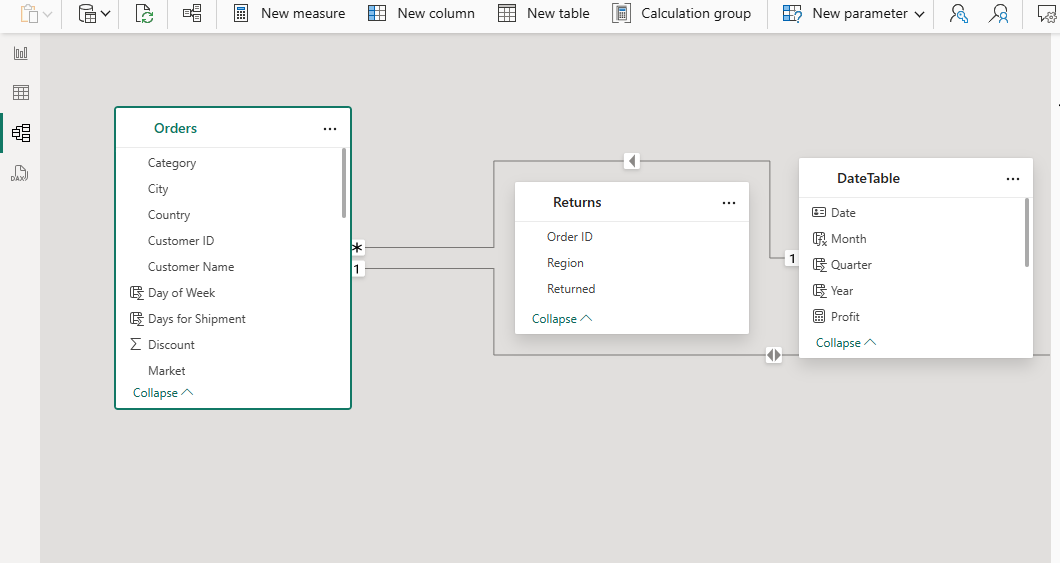 New measure New column New table Calculation group New parameter
DAX
Orders ...
Category
City
Country
Customer ID
Customer Name
Day of Week
Days for Shipment
Discount
Market
Collapse
*
1
Returns ...
Order ID
Region
Returned
Collapse
1
DateTable ...
Date
Month
Quarter
Year
Profit
Collapse